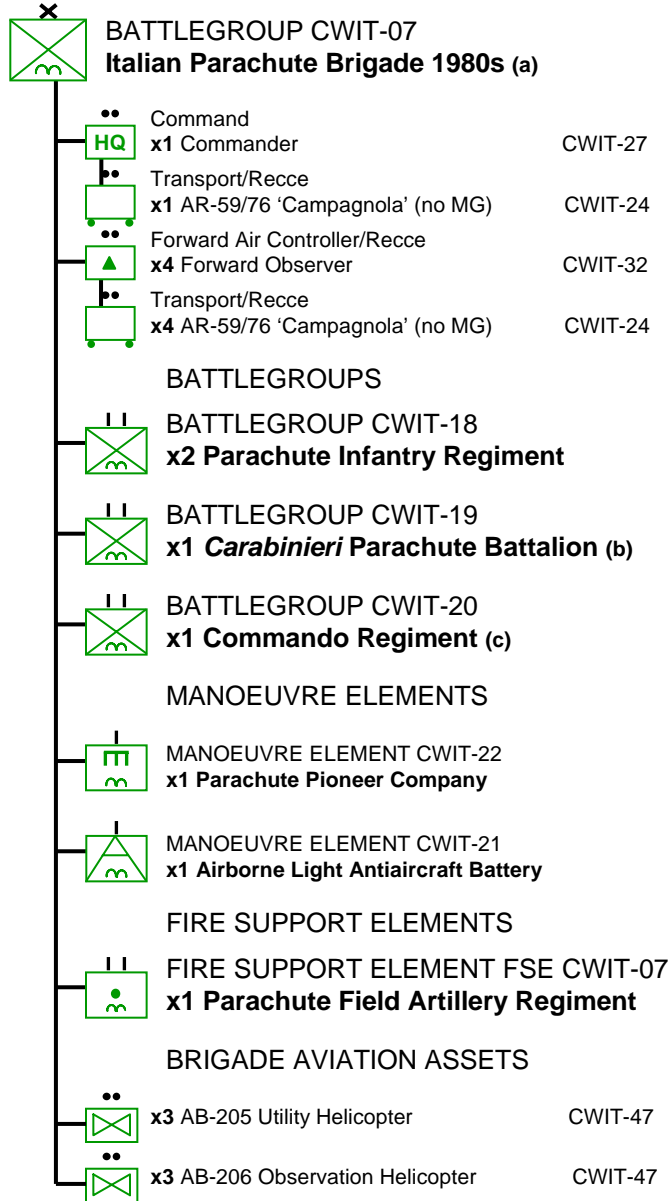 BATTLEGROUP CWIT-07
Italian Parachute Brigade 1980s (a)
Command
HQ x1 Commander CWIT-27
Transport/Recce
x1 AR-59/76 ‘Campagnola’ (no MG) CWIT-24
Forward Air Controller/Recce
x4 Forward Observer CWIT-32
Transport/Recce
x4 AR-59/76 ‘Campagnola’ (no MG) CWIT-24
BATTLEGROUPS
BATTLEGROUP CWIT-18
x2 Parachute Infantry Regiment
BATTLEGROUP CWIT-19
x1 Carabinieri Parachute Battalion (b)
BATTLEGROUP CWIT-20
x1 Commando Regiment (c)
MANOEUVRE ELEMENTS
MANOEUVRE ELEMENT CWIT-22
x1 Parachute Pioneer Company
MANOEUVRE ELEMENT CWIT-21
x1 Airborne Light Antiaircraft Battery
FIRE SUPPORT ELEMENTS
FIRE SUPPORT ELEMENT FSE CWIT-07
x1 Parachute Field Artillery Regiment
BRIGADE AVIATION ASSETS
x3 AB-205 Utility Helicopter CWIT-47
x3 AB-206 Observation Helicopter CWIT-47